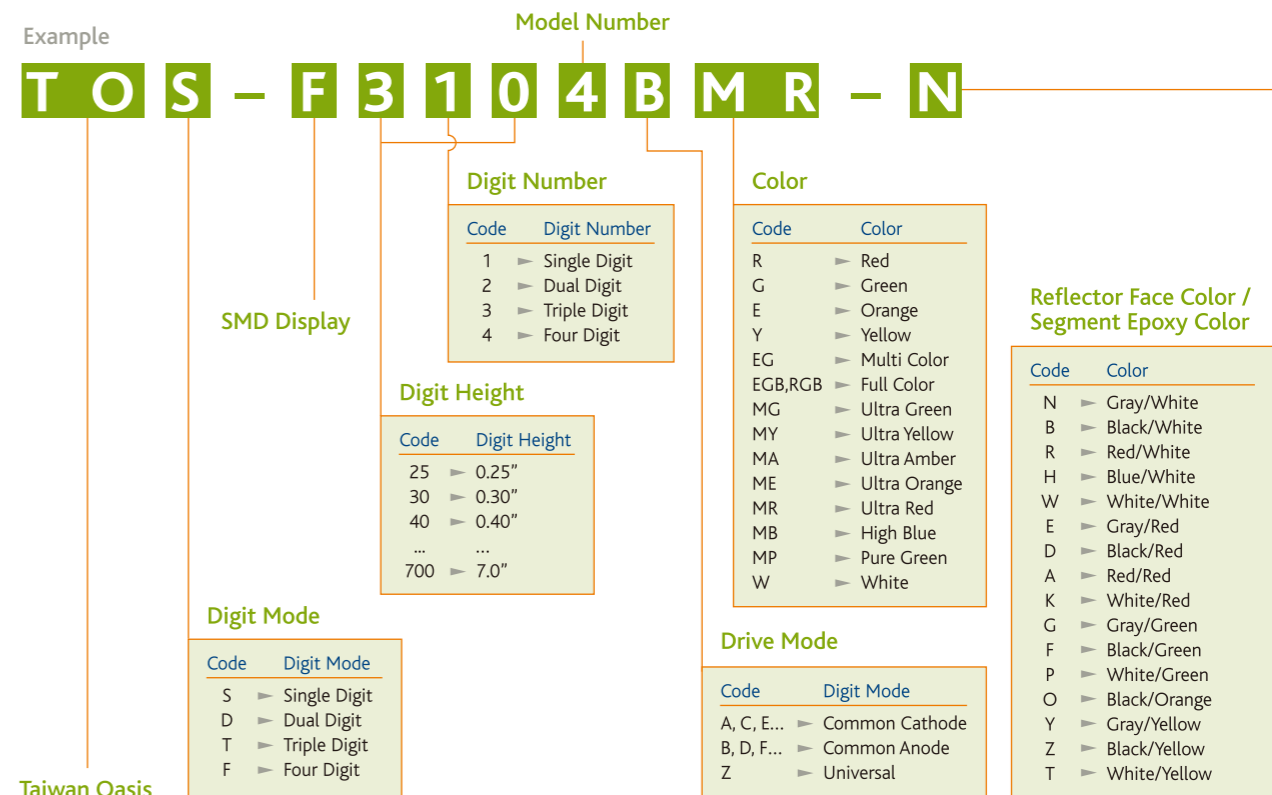 Example
Model Number
T O S – F 3 1 0 4 B M R – N
Digit Number
Code Digit Number
1 ► Single Digit
2 ► Dual Digit
3 ► Triple Digit
4 ► Four Digit
Color
Code Color
R ► Red
G ► Green
E ► Orange
Y ► Yellow
EG ► Multi Color
EGB,RGB ► Full Color
MG ► Ultra Green
MY ► Ultra Yellow
MA ► Ultra Amber
ME ► Ultra Orange
MR ► Ultra Red
MB ► High Blue
MP ► Pure Green
W ► White
Reflector Face Color /
Segment Epoxy Color
Code Color
N ► Gray/White
B ► Black/White
R ► Red/White
H ► Blue/White
W ► White/White
E ► Gray/Red
D ► Black/Red
A ► Red/Red
K ► White/Red
G ► Gray/Green
F ► Black/Green
P ► White/Green
O ► Black/Orange
Y ► Gray/Yellow
Z ► Black/Yellow
T ► White/Yellow
SMD Display
Digit Height
Code Digit Height
25 ► 0.25”
30 ► 0.30”
40 ► 0.40”
... ...
700 ► 7.0”
Digit Mode
Code Digit Mode
S ► Single Digit
D ► Dual Digit
T ► Triple Digit
F ► Four Digit
Drive Mode
Code Digit Mode
A, C, E... ► Common Cathode
B, D, F... ► Common Anode
Z ► Universal
Taiwan Oasis